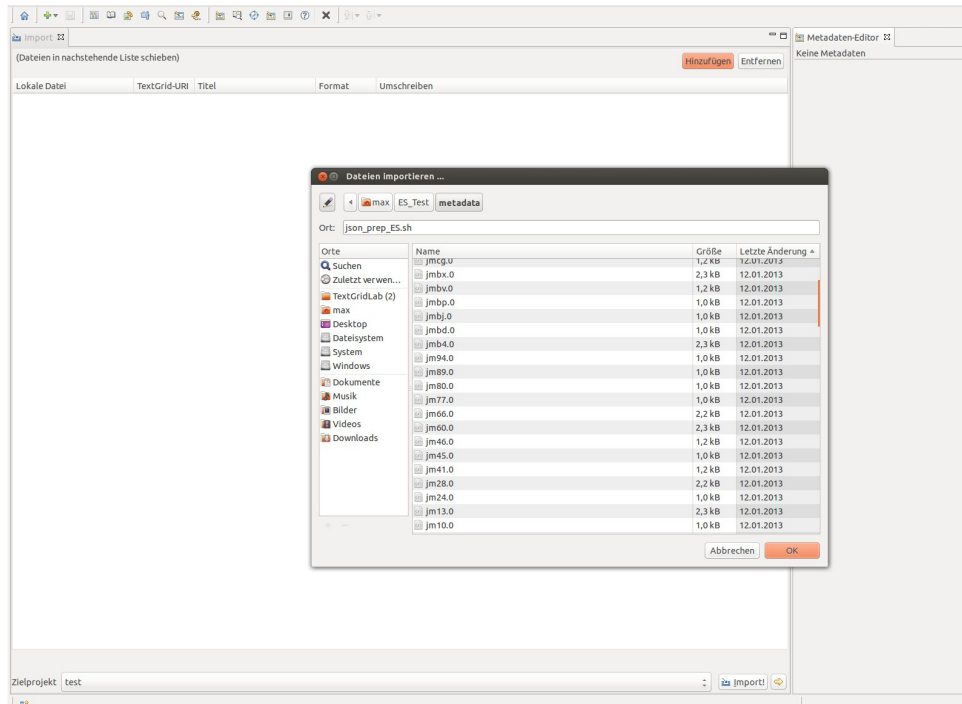 Import
Metadaten-Editor
(Dateien in nachstehende Liste schieben)
Hinzufügen Entfernen
Keine Metadaten
Lokale Datei TextGrid-URI Titel Format Umschreiben
Dateien importieren ...
max ES_Test metadata
Ort: json_prep_ES.sh
Orte
Suchen
Zuletzt verwen...
TextGridLab (2)
max
Desktop
Dateisystem
System
Windows
Dokumente
Musik
Bilder
Videos
Downloads
Name Größe Letzte Änderung
jmcg.0 1,2 kB 12.01.2013
jmbx.0 2,3 kB 12.01.2013
jmbv.0 1,2 kB 12.01.2013
jmbp.0 1,0 kB 12.01.2013
jmbj.0 1,0 kB 12.01.2013
jmbd.0 1,0 kB 12.01.2013
jmb4.0 2,3 kB 12.01.2013
jm94.0 1,0 kB 12.01.2013
jm89.0 1,0 kB 12.01.2013
jm80.0 1,0 kB 12.01.2013
jm77.0 1,0 kB 12.01.2013
jm66.0 2,2 kB 12.01.2013
jm60.0 2,3 kB 12.01.2013
jm46.0 1,2 kB 12.01.2013
jm45.0 1,0 kB 12.01.2013
jm41.0 1,2 kB 12.01.2013
jm28.0 2,2 kB 12.01.2013
jm24.0 1,0 kB 12.01.2013
jm13.0 2,3 kB 12.01.2013
jm10.0 1,0 kB 12.01.2013
Abbrechen OK
Zielprojekt test
Import!